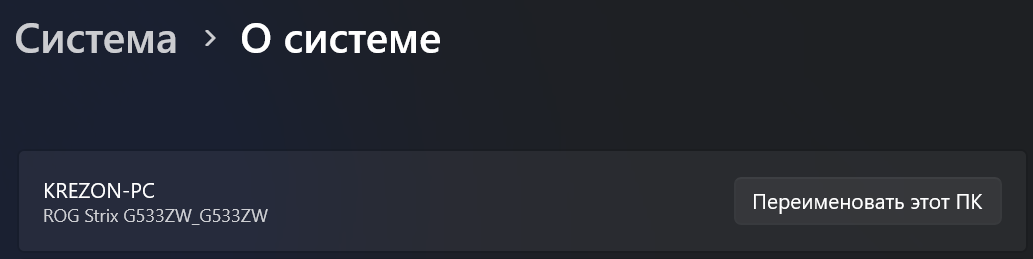 Система > О системе
KREZON-PC
Переименовать этот ПК
ROG Strix G533ZW_G533ZW